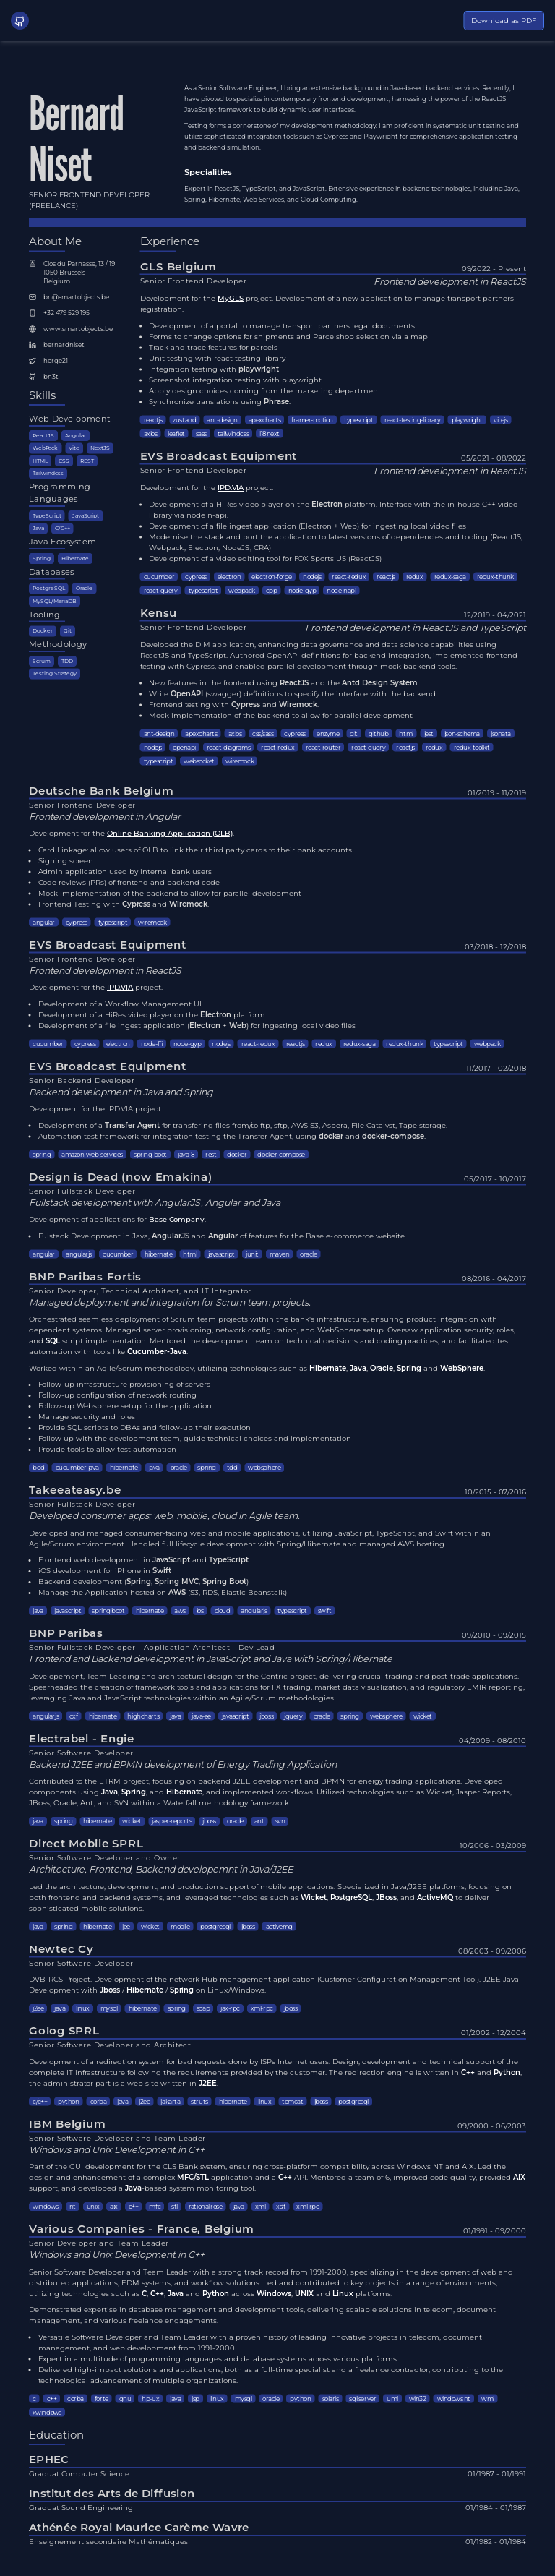 Download as PDF
Bernard
Niset
SENIOR FRONTEND DEVELOPER
(FREELANCE)
As a Senior Software Engineer, I bring an extensive background in Java-based backend services. Recently, I
have pivoted to specialize in contemporary frontend development, harnessing the power of the ReactJS
JavaScript framework to build dynamic user interfaces.
Testing forms a cornerstone of my development methodology. I am proficient in systematic unit testing and
utilize sophisticated integration tools such as Cypress and Playwright for comprehensive application testing
and backend simulation.
Specialities
Expert in ReactJS, TypeScript, and JavaScript. Extensive experience in backend technologies, including Java,
Spring, Hibernate, Web Services, and Cloud Computing.
About Me
Clos du Parnasse, 13 / 19
1050 Brussels
Belgium
bn@smartobjects.be
+32 479 529 195
www.smartobjects.be
bernardniset
herge21
bn3t
Skills
Web Development
ReactJS Angular
WebPack Vite NextJS
HTML CSS REST
Tailwindcss
Programming
Languages
TypeScript JavaScript
Java C/C++
Java Ecosystem
Spring Hibernate
Databases
PostgreSQL Oracle
MySQL/MariaDB
Tooling
Docker Git
Methodology
Scrum TDD
Testing Strategy
Experience
GLS Belgium 09/2022 - Present
Senior Frontend Developer Frontend development in ReactJS
Development for the MyGLS project. Development of a new application to manage transport partners
registration.
• Development of a portal to manage transport partners legal documents.
• Forms to change options for shipments and Parcelshop selection via a map
• Track and trace features for parcels
• Unit testing with react testing library
• Integration testing with playwright
• Screenshot integration testing with playwright
• Apply design choices coming from the marketing department
• Synchronize translations using Phrase.
reactjs zustand ant-design apexcharts framer-motion typescript react-testing-library playwright vitejs
axios leaflet sass tailwindcss i18next
EVS Broadcast Equipment 05/2021 - 08/2022
Senior Frontend Developer Frontend development in ReactJS
Development for the IPD.VIA project.
• Development of a HiRes video player on the Electron platform. Interface with the in-house C++ video
library via a node n-api.
• Development of a file ingest application (Electron + Web) for ingesting local video files
• Modernise the stack and port the application to latest versions of dependencies (ant-design, ReactJS,
Webpack, Electron, NodeJS, CRA)
• Development of a video editing tool for FOX Sports US (ReactJS)
cucumber cypress electron electron-forge nodejs react-redux reactjs redux redux-saga redux-thunk
react-query typescript webpack cpp node-gyp node-napi
Kensu 12/2019 - 04/2021
Senior Frontend Developer Frontend development in ReactJS and TypeScript
Developed the DIM application, enhancing data governance and data science capabilities using
ReactJS and TypeScript. Authored OpenAPI definitions for backend integration, implemented frontend
testing with Cypress, and enabled parallel development through mock backend tools.
• New features in the frontend using ReactJS and the Antd Design System.
• Write OpenAPI (swagger) definitions to specify the interface with the backend.
• Frontend testing with Cypress and Wiremock.
• Mock implementation of the backend to allow for parallel development
ant-design apexcharts axios css/sass cypress enzyme git github html jest json-schema jsonata
nodejs openapi react-diagrams react-redux react-router react-query reactjs redux redux-toolkit
typescript websocket wiremock
Deutsche Bank Belgium 01/2019 - 11/2019
Senior Frontend Developer
Frontend development in Angular
Development for the Online Banking Application (OLB).
• Card Linkage: allow users of OLB to link their third party cards to their bank accounts.
• Signing screen
• Admin application used by internal bank users
• Code reviews (PRs) of frontend and backend code
• Mock implementation of the backend to allow for parallel development
• Frontend Testing with Cypress and Wiremock.
angular cypress typescript wiremock
EVS Broadcast Equipment 03/2018 - 12/2018
Senior Frontend Developer
Frontend development in ReactJS
Development for the IPD.VIA project.
• Development of a Workflow Management UI.
• Development of a HiRes video player on the Electron platform.
• Development of a file ingest application (Electron + Web) for ingesting local video files
cucumber cypress electron node-ffi node-gyp nodejs react-redux reactjs redux redux-saga redux-thunk typescript webpack
EVS Broadcast Equipment 11/2017 - 02/2018
Senior Backend Developer
Backend development in Java and Spring
Development for the IPD.VIA project
• Development of a Transfer Agent for transfering files from/to ftp, sftp, AWS S3, Aspera, File Catalyst, Tape storage.
• Automation test framework for integration testing the Transfer Agent, using docker and docker-compose.
spring amazon-web-services spring-boot java-8 rest docker docker-compose
Design is Dead (now Emakina) 05/2017 - 10/2017
Senior Fullstack Developer
Fullstack development with AngularJS, Angular and Java
Development of applications for Base Company.
• Fulstack Development in Java, AngularJS and Angular of features for the Base e-commerce website
angular angularjs cucumber hibernate html javascript junit maven oracle
BNP Paribas Fortis 08/2016 - 04/2017
Senior Developer, Technical Architect, and IT Integrator
Managed deployment and integration for Scrum team projects.
Orchestrated seamless deployment of Scrum team projects within the bank's infrastructure, ensuring product integration with
dependent systems. Managed server provisioning, network configuration, and WebSphere setup. Oversaw application security, roles,
and SQL script implementation. Mentored the development team on technical decisions and coding practices, and facilitated test
automation with tools like Cucumber-Java.
Worked within an Agile/Scrum methodology, utilizing technologies such as Hibernate, Java, Oracle, Spring and WebSphere.
• Follow-up infrastructure provisioning of servers
• Follow-up configuration of network routing
• Follow-up Websphere setup for the application
• Manage security and roles
• Provide SQL scripts to DBAs and follow-up their execution
• Follow up with the development team, guide technical choices and implementation
• Provide tools to allow test automation
bdd cucumber-java hibernate java oracle spring tdd websphere
Takeeateasy.be 10/2015 - 07/2016
Senior Fullstack Developer
Developed consumer apps; web, mobile, cloud in Agile team.
Developed and managed consumer-facing web and mobile applications, utilizing JavaScript, TypeScript, and Swift within an
Agile/Scrum environment. Handled full lifecycle development with Spring/Hibernate and managed AWS hosting.
• Frontend web development in JavaScript and TypeScript
• iOS development for iPhone in Swift
• Backend development (Spring, Spring MVC, Spring Boot)
• Manage the Application hosted on AWS (S3, RDS, Elastic Beanstalk)
java javascript spring boot hibernate aws ios cloud angularjs typescript swift
BNP Paribas 09/2010 - 09/2015
Senior Fullstack Developer - Application Architect - Dev Lead
Frontend and Backend development in JavaScript and Java with Spring/Hibernate
Developement, Team Leading and architectural design for the Centric project, delivering crucial trading and post-trade applications.
Spearheaded the creation of framework tools and applications for FX trading, market data visualization, and regulatory EMIR reporting,
leveraging Java and JavaScript technologies within an Agile/Scrum methodologies.
angularjs cxf hibernate highcharts java java-ee javascript jboss jquery oracle spring websphere wicket
Electrabel - Engie 04/2009 - 08/2010
Senior Software Developer
Backend J2EE and BPMN development of Energy Trading Application
Contributed to the ETRM project, focusing on backend J2EE development and BPMN for energy trading applications. Developed
components using Java, Spring, and Hibernate, and implemented workflows. Utilized technologies such as Wicket, Jasper Reports,
JBoss, Oracle, Ant, and SVN within a Waterfall methodology framework.
java spring hibernate wicket jasper-reports jboss oracle ant svn
Direct Mobile SPRL 10/2006 - 03/2009
Senior Software Developer and Owner
Architecture, Frontend, Backend developemnt in Java/J2EE
Led the architecture, development, and production support of mobile applications. Specialized in Java/J2EE platforms, focusing on
both frontend and backend systems, and leveraged technologies such as Wicket, PostgreSQL, JBoss, and ActiveMQ to deliver
sophisticated mobile solutions.
java spring hibernate jee wicket mobile postgresql jboss activemq
Newtec Cy 08/2003 - 09/2006
Senior Software Developer
DVB-RCS Project. Development of the network Hub management application (Customer Configuration Management Tool). J2EE Java
Development with Jboss / Hibernate / Spring on Linux/Windows.
j2ee java linux mysql hibernate spring soap jax-rpc xml-rpc jboss
Golog SPRL 01/2002 - 12/2004
Senior Software Developer and Architect
Development of a redirection system for bad requests done by ISPs Internet users. Design, development and technical support of the
complete IT infrastructure following the requirements provided by the customer. The redirection engine is written in C++ and Python,
the administrator part is a web site written in J2EE.
c/c++ python corba java j2ee jakarta struts hibernate linux tomcat jboss postgresql
IBM Belgium 09/2000 - 06/2003
Senior Software Developer and Team Leader
Windows and Unix Development in C++
Part of the GUI development for the CLS Bank system, ensuring cross-platform compatibility across Windows NT and AIX. Led the
design and enhancement of a complex MFC/STL application and a C++ API. Mentored a team of 6, improved code quality, provided AIX
support, and developed a Java-based system monitoring tool.
windows nt unix aix c++ mfc stl rational rose java xml xslt xml-rpc
Various Companies - France, Belgium 01/1991 - 09/2000
Senior Developer and Team Leader
Windows and Unix Development in C++
Senior Software Developer and Team Leader with a strong track record from 1991-2000, specializing in the development of web and
distributed applications, EDM systems, and workflow solutions. Led and contributed to key projects in a range of environments,
utilizing technologies such as C, C++, Java and Python across Windows, UNIX and Linux platforms.
Demonstrated expertise in database management and development tools, delivering scalable solutions in telecom, document
management, and various freelance engagements.
• Versatile Software Developer and Team Leader with a proven history of leading innovative projects in telecom, document
management, and web development from 1991-2000.
• Expert in a multitude of programming languages and database systems across various platforms.
• Delivered high-impact solutions and applications, both as a full-time specialist and a freelance contractor, contributing to the
technological advancement of multiple organizations.
c c++ corba forte gnu hp-ux java jsp linux mysql oracle python solaris sql server uml win32 windows nt wml
xwindows
Education
EPHEC
Graduat Computer Science 01/1987 - 01/1991
Institut des Arts de Diffusion
Graduat Sound Engineering 01/1984 - 01/1987
Athénée Royal Maurice Carème Wavre
Enseignement secondaire Mathématiques 01/1982 - 01/1984